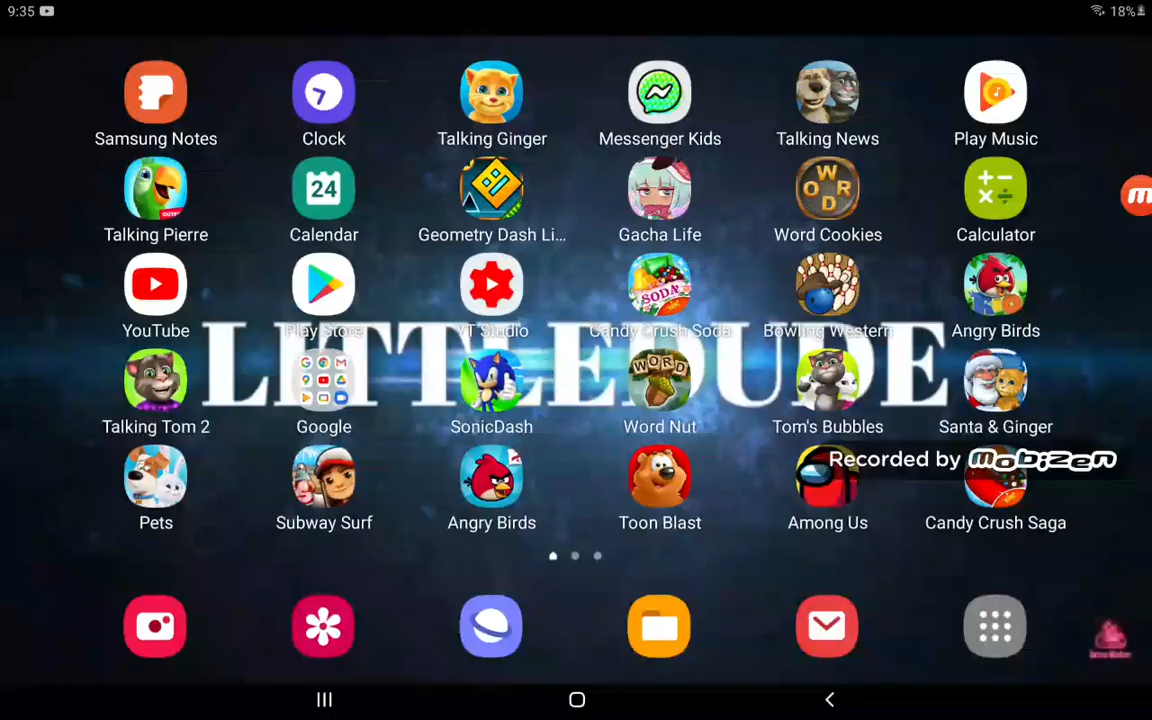 9:35
18%
Samsung Notes
Clock
Talking Ginger
Messenger Kids
Talking News
Play Music
Talking Pierre
24
Calendar
Geometry Dash Li...
Gacha Life
WORD
Word Cookies
Calculator
YouTube
Play Store
YT Studio
SODA
Candy Crush Soda
Bowling Western
Angry Birds
LITTLEDUDE
Talking Tom 2
Google
SonicDash
WORD
Word Nut
Tom's Bubbles
Santa & Ginger
Recorded by mobizen
Pets
Subway Surf
Angry Birds
Toon Blast
Among Us
Candy Crush Saga